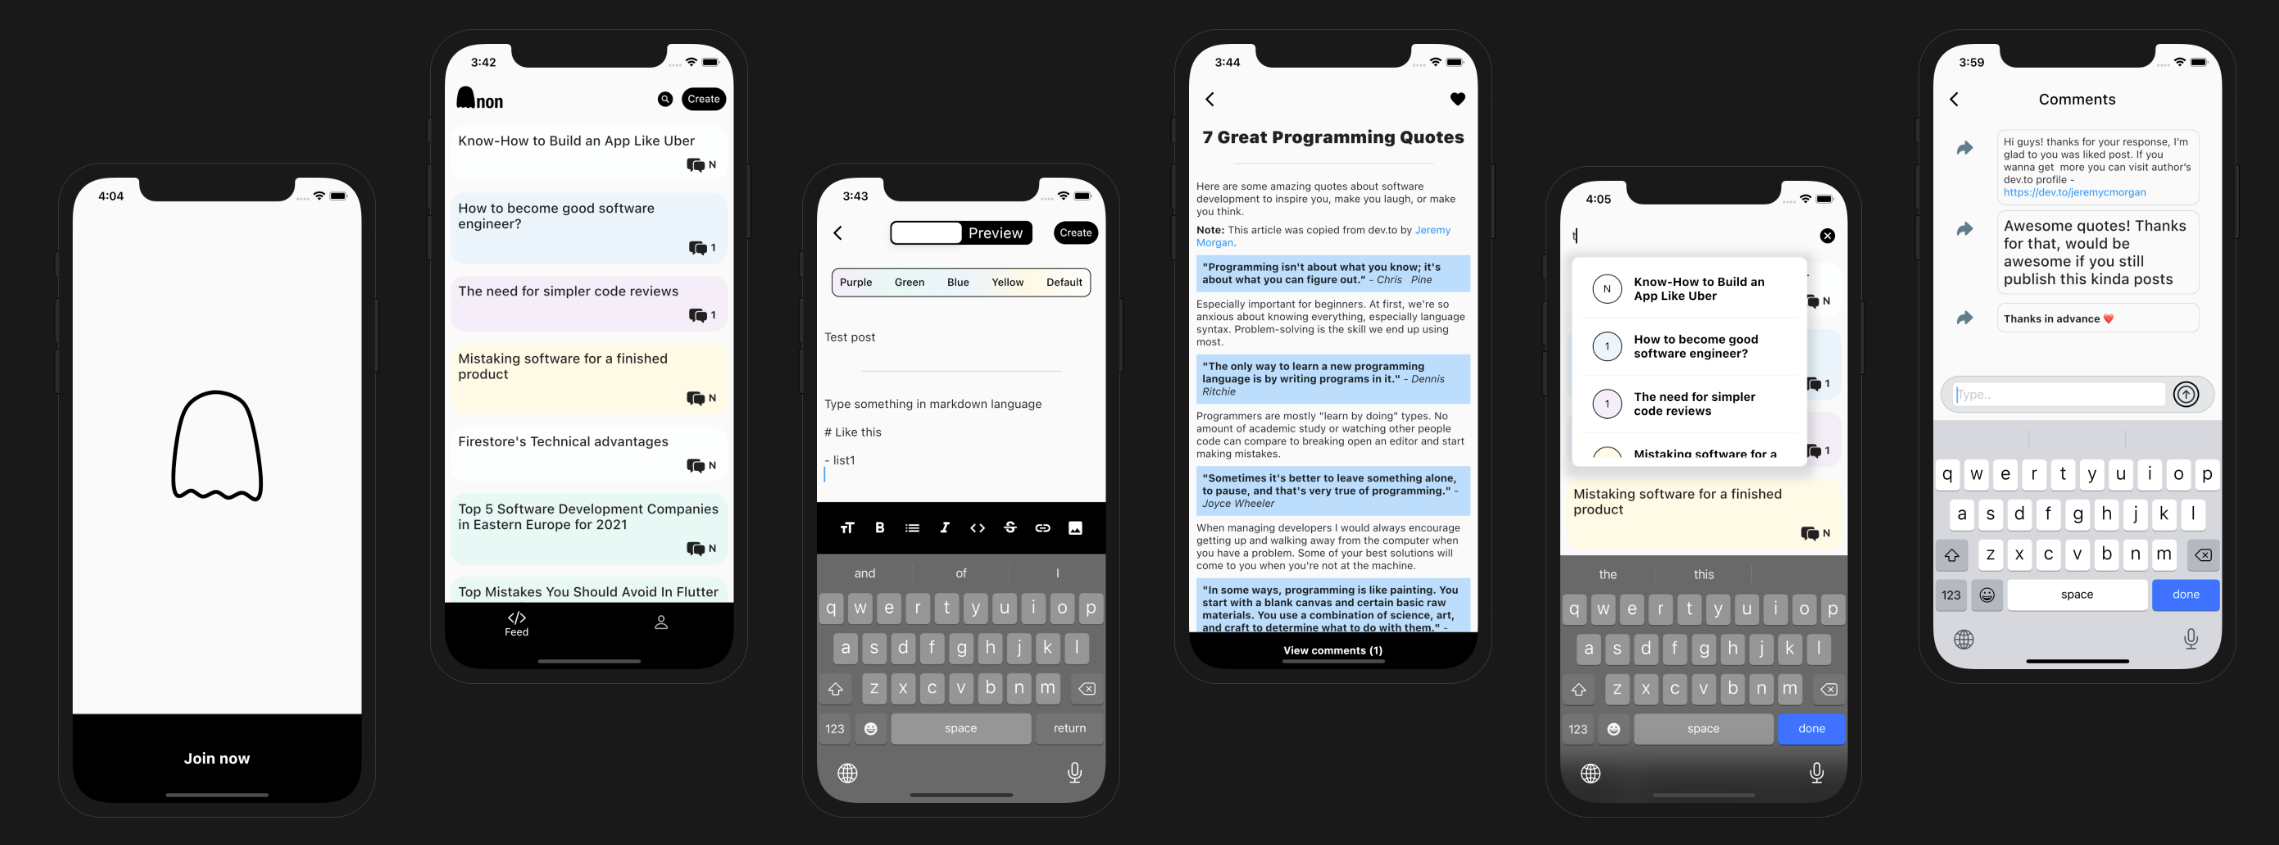 4:04
Join now
3:42
non
Create
Know-How to Build an App Like Uber
N
How to become good software
engineer?
1
The need for simpler code reviews
1
Mistaking software for a finished
product
N
Firestore's Technical advantages
N
Top 5 Software Development Companies
in Eastern Europe for 2021
N
Top Mistakes You Should Avoid In Flutter
Feed
3:43
Preview
Create
Purple Green Blue Yellow Default
Test post
Type something in markdown language
# Like this
- list1
B I
and of I
q w e r t y u i o p
a s d f g h j k l
z x c v b n m
123 space return
3:44
7 Great Programming Quotes
Here are some amazing quotes about software
development to inspire you, make you laugh, or make
you think.
Note: This article was copied from dev.to by Jeremy
Morgan.
"Programming isn't about what you know; it's
about what you can figure out." - Chris Pine
Especially important for beginners. At first, we're so
anxious about knowing everything, especially language
syntax. Problem-solving is the skill we end up using
most.
"The only way to learn a new programming
language is by writing programs in it." - Dennis
Ritchie
Programmers are mostly "learn by doing" types. No
amount of academic study or watching other people
code can compare to breaking open an editor and start
making mistakes.
"Sometimes it's better to leave something alone,
to pause, and that's very true of programming." -
Joyce Wheeler
When managing developers I would always encourage
getting up and walking away from the computer when
you have a problem. Some of your best solutions will
come to you when you're not at the machine.
"In some ways, programming is like painting. You
start with a blank canvas and certain basic raw
materials. You use a combination of science, art,
and craft to determine what to do with them." -
View comments (1)
4:05
t
N
Know-How to Build an
App Like Uber
N
1
How to become good
software engineer?
1
1
The need for simpler
code reviews
1
Mistaking software for a
Mistaking software for a finished
product
N
the this
q w e r t y u i o p
a s d f g h j k l
z x c v b n m
123 space done
3:59
Comments
Hi guys! thanks for your response, I'm
glad to you was liked post. If you
wanna get more you can visit author's
dev.to profile -
https://dev.to/jeremycmorgan
Awesome quotes! Thanks
for that, would be
awesome if you still
publish this kinda posts
Thanks in advance ❤️
Type..
q w e r t y u i o p
a s d f g h j k l
z x c v b n m
123 space done